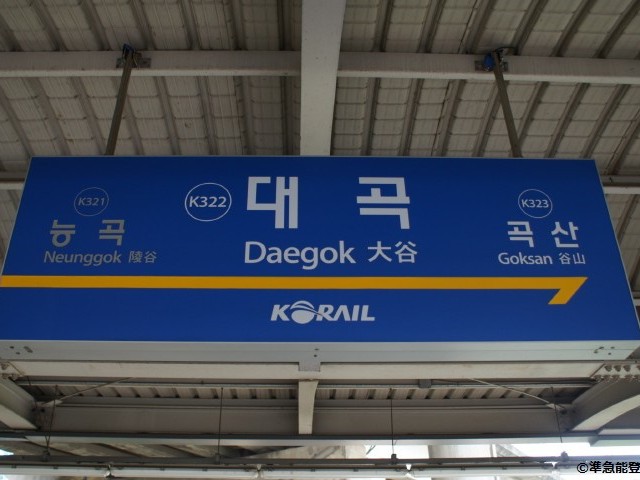 K321
능곡
Neunggok 陵谷
K322
대곡
Daegok 大谷
K323
곡산
Goksan 谷山
KORAIL
©準急能登